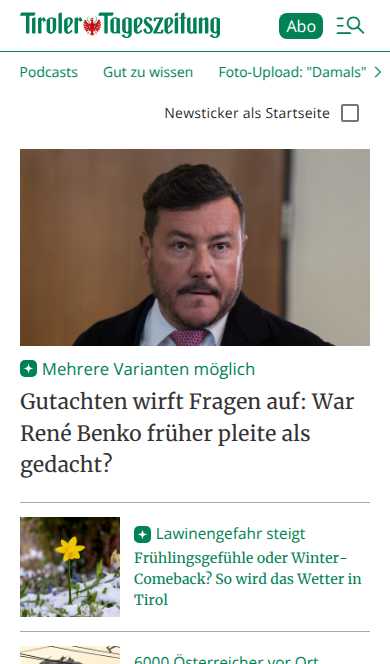 Tiroler Tageszeitung
Abo
Podcasts Gut zu wissen Foto-Upload: "Damals"
Newsticker als Startseite
Mehrere Varianten möglich
Gutachten wirft Fragen auf: War
René Benko früher pleite als
gedacht?
Lawinengefahr steigt
Frühlingsgefühle oder Winter-
Comeback? So wird das Wetter in
Tirol
6000 Österreicher vor Ort